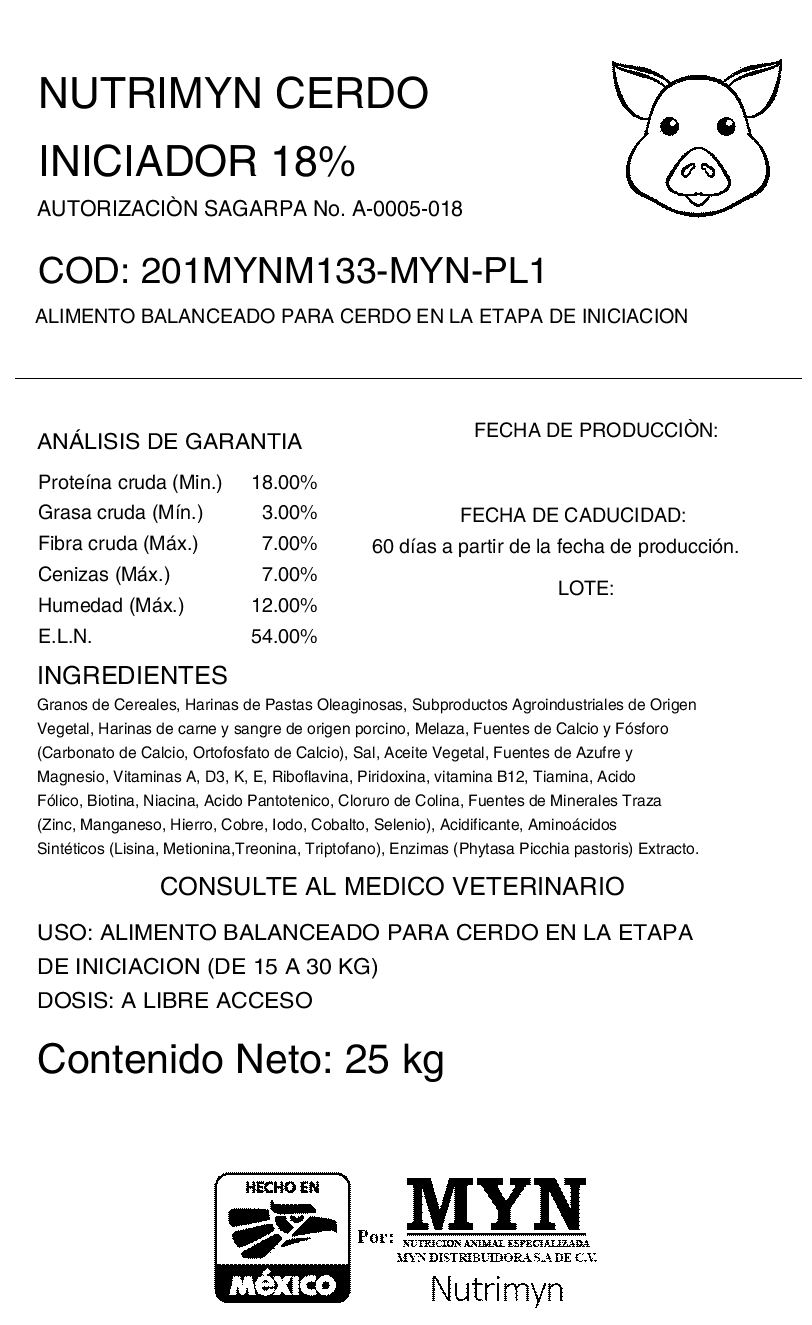 NUTRIMYN CERDO
INICIADOR 18%
AUTORIZACIÒN SAGARPA No. A-0005-018
COD: 201MYNM133-MYN-PL1
ALIMENTO BALANCEADO PARA CERDO EN LA ETAPA DE INICIACION
ANÁLISIS DE GARANTIA
Proteína cruda (Min.) 18.00%
Grasa cruda (Mín.) 3.00%
Fibra cruda (Máx.) 7.00%
Cenizas (Máx.) 7.00%
Humedad (Máx.) 12.00%
E.L.N. 54.00%
FECHA DE PRODUCCIÒN:
FECHA DE CADUCIDAD:
60 días a partir de la fecha de producción.
LOTE:
INGREDIENTES
Granos de Cereales, Harinas de Pastas Oleaginosas, Subproductos Agroindustriales de Origen
Vegetal, Harinas de carne y sangre de origen porcino, Melaza, Fuentes de Calcio y Fósforo
(Carbonato de Calcio, Ortofosfato de Calcio), Sal, Aceite Vegetal, Fuentes de Azufre y
Magnesio, Vitaminas A, D3, K, E, Riboflavina, Piridoxina, vitamina B12, Tiamina, Acido
Fólico, Biotina, Niacina, Acido Pantotenico, Cloruro de Colina, Fuentes de Minerales Traza
(Zinc, Manganeso, Hierro, Cobre, Iodo, Cobalto, Selenio), Acidificante, Aminoácidos
Sintéticos (Lisina, Metionina,Treonina, Triptofano), Enzimas (Phytasa Picchia pastoris) Extracto.
CONSULTE AL MEDICO VETERINARIO
USO: ALIMENTO BALANCEADO PARA CERDO EN LA ETAPA
DE INICIACION (DE 15 A 30 KG)
DOSIS: A LIBRE ACCESO
Contenido Neto: 25 kg
HECHO EN
MéXICO
Por:
MYN
NUTRICION ANIMAL ESPECIALIZADA
MYN DISTRIBUIDORA S.A DE C.V.
Nutrimyn